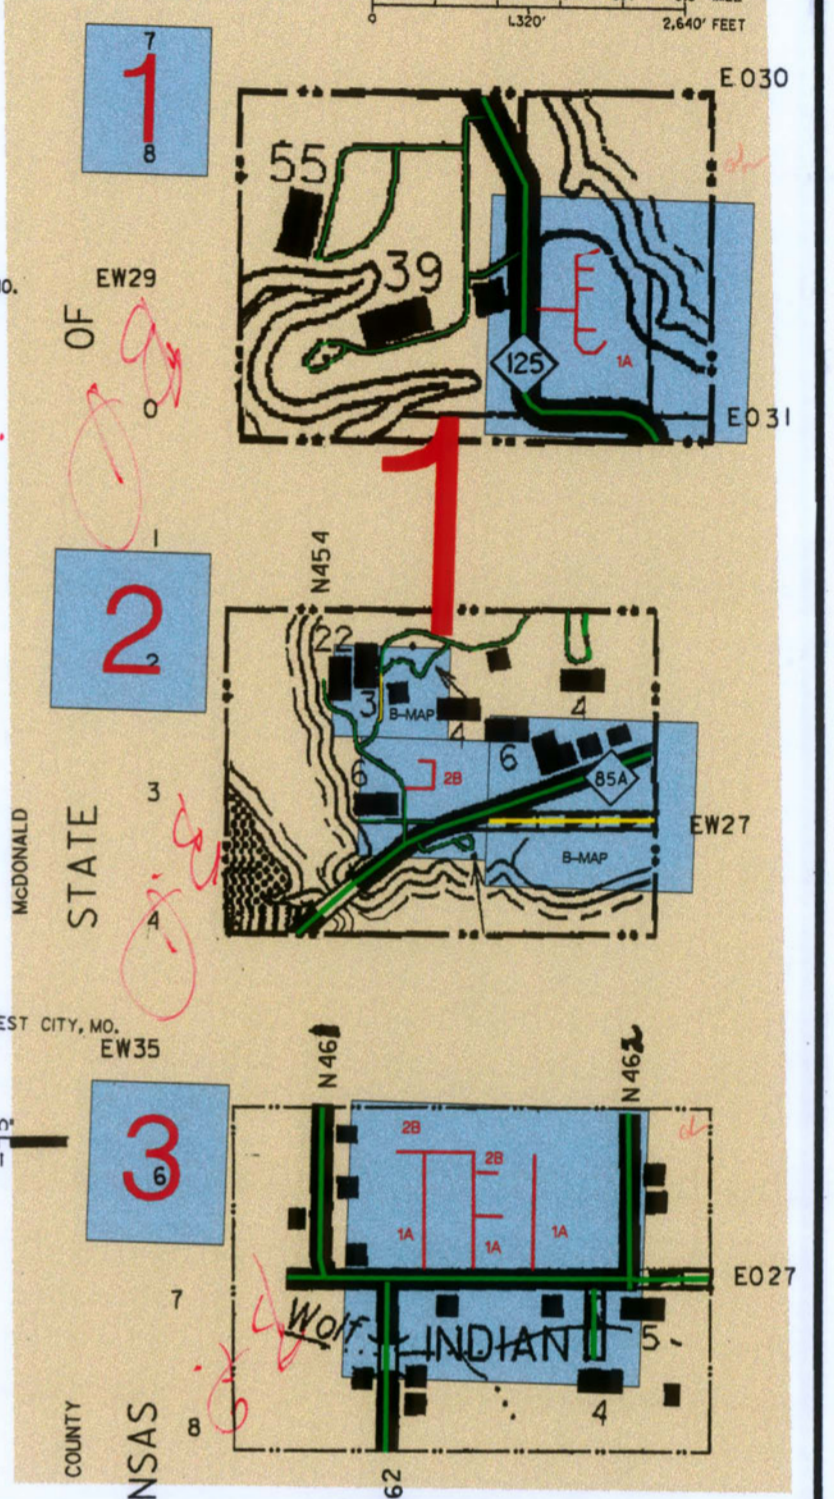 0 1,320' 2,640' FEET
7
1
8
E030
55
39
EW29
OF
125
1A
0
E031
1
1
N454
2
2
22
3
B-MAP
4
4
6
6
2B
85A
3
EW27
B-MAP
McDONALD
STATE
4
EST CITY, MO.
EW35
N46
N462
3
6
2B
2B
1A
1A
1A
E027
7
Wolf
INDIAN
5
4
8
COUNTY
NSAS
62